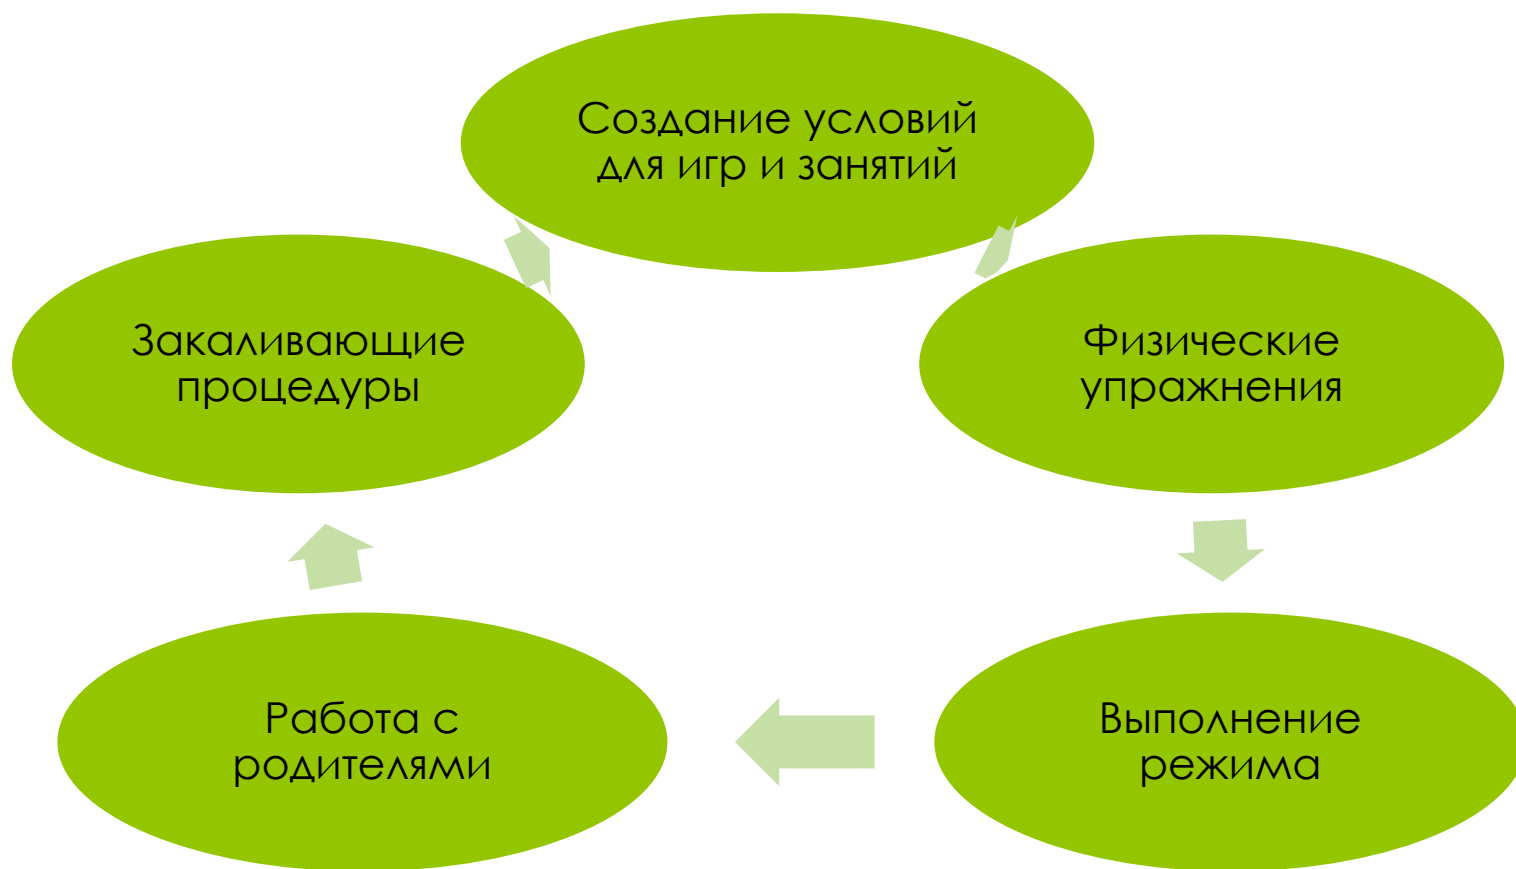 Создание условий
для игр и занятий
Физические
упражнения
Выполнение
режима
Работа с
родителями
Закаливающие
процедуры